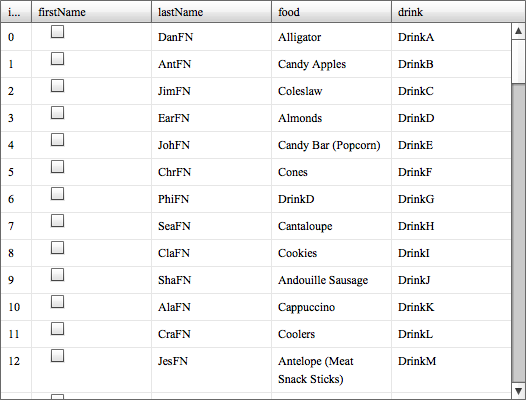 i... firstName lastName food drink
0 DanFN Alligator DrinkA
1 AntFN Candy Apples DrinkB
2 JimFN Coleslaw DrinkC
3 EarFN Almonds DrinkD
4 JohFN Candy Bar (Popcorn) DrinkE
5 ChrFN Cones DrinkF
6 PhiFN DrinkD DrinkG
7 SeaFN Cantaloupe DrinkH
8 ClaFN Cookies DrinkI
9 ShaFN Andouille Sausage DrinkJ
10 AlaFN Cappuccino DrinkK
11 CraFN Coolers DrinkL
12 JesFN Antelope (Meat DrinkM
Snack Sticks)